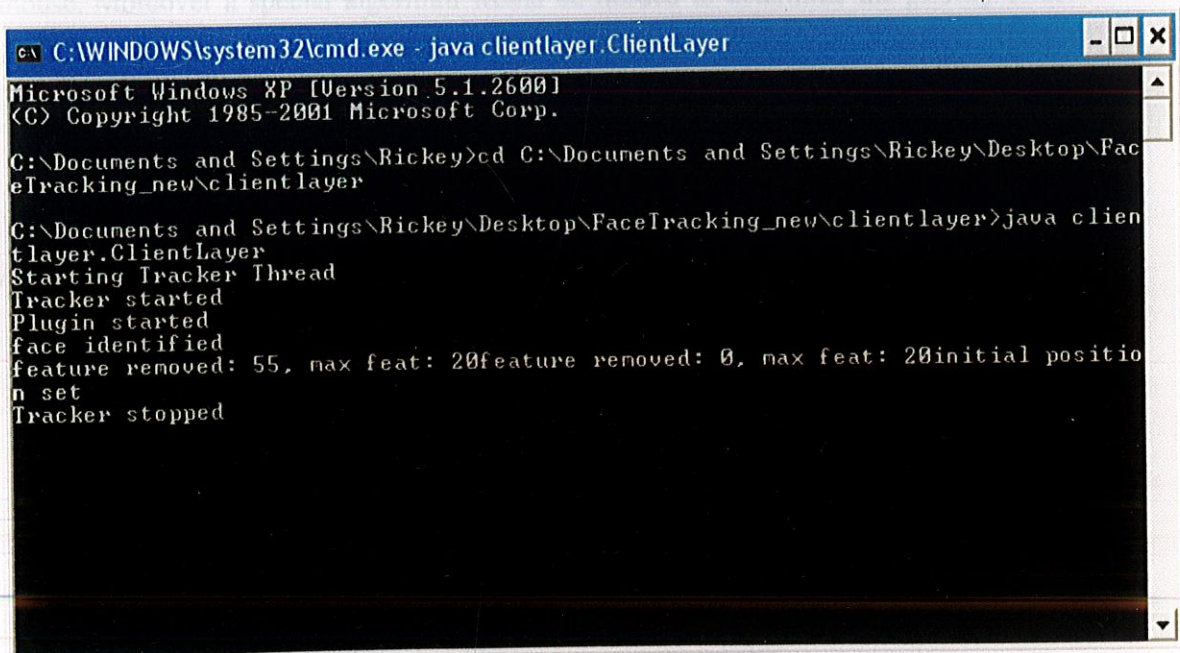 C:\WINDOWS\system32\cmd.exe - java clientlayer.ClientLayer
Microsoft Windows XP [Version 5.1.2600]
(C) Copyright 1985-2001 Microsoft Corp.
C:\Documents and Settings\Rickey>cd C:\Documents and Settings\Rickey\Desktop\Fac
eTracking_new\clientlayer
C:\Documents and Settings\Rickey\Desktop\FaceTracking_new\clientlayer>java clien
tlayer.ClientLayer
Starting Tracker Thread
Tracker started
Plugin started
face identified
feature removed: 55, max feat: 20feature removed: 0, max feat: 20initial positio
n set
Tracker stopped